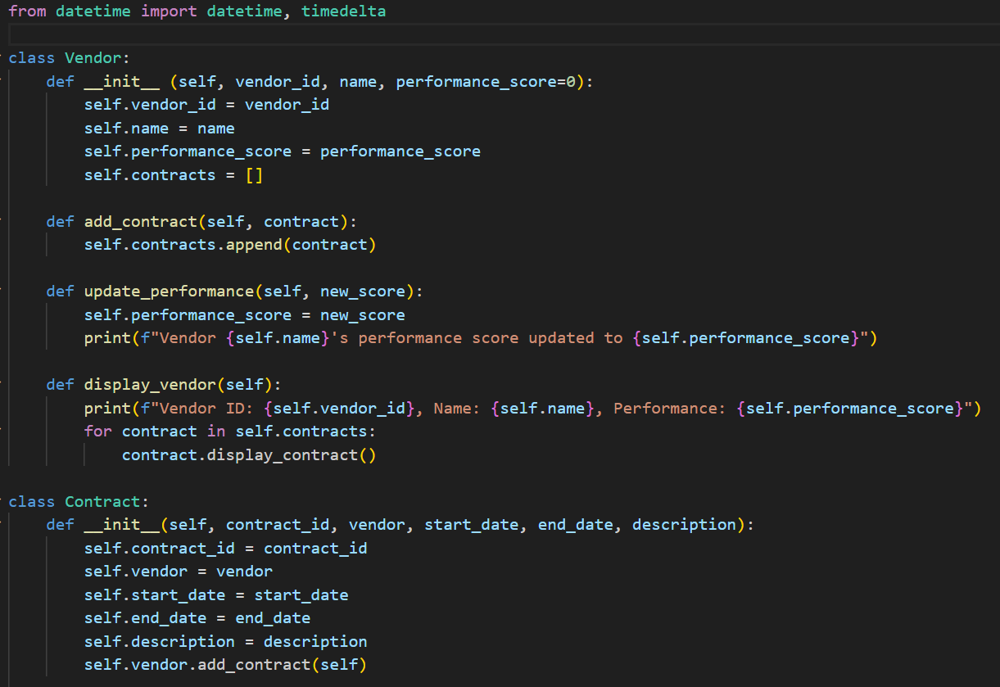 from datetime import datetime, timedelta
class Vendor:
    def __init__ (self, vendor_id, name, performance_score=0):
        self.vendor_id = vendor_id
        self.name = name
        self.performance_score = performance_score
        self.contracts = []
    def add_contract(self, contract):
        self.contracts.append(contract)
    def update_performance(self, new_score):
        self.performance_score = new_score
        print(f"Vendor {self.name}'s performance score updated to {self.performance_score}")
    def display_vendor(self):
        print(f"Vendor ID: {self.vendor_id}, Name: {self.name}, Performance: {self.performance_score}")
        for contract in self.contracts:
            contract.display_contract()
class Contract:
    def __init__(self, contract_id, vendor, start_date, end_date, description):
        self.contract_id = contract_id
        self.vendor = vendor
        self.start_date = start_date
        self.end_date = end_date
        self.description = description
        self.vendor.add_contract(self)